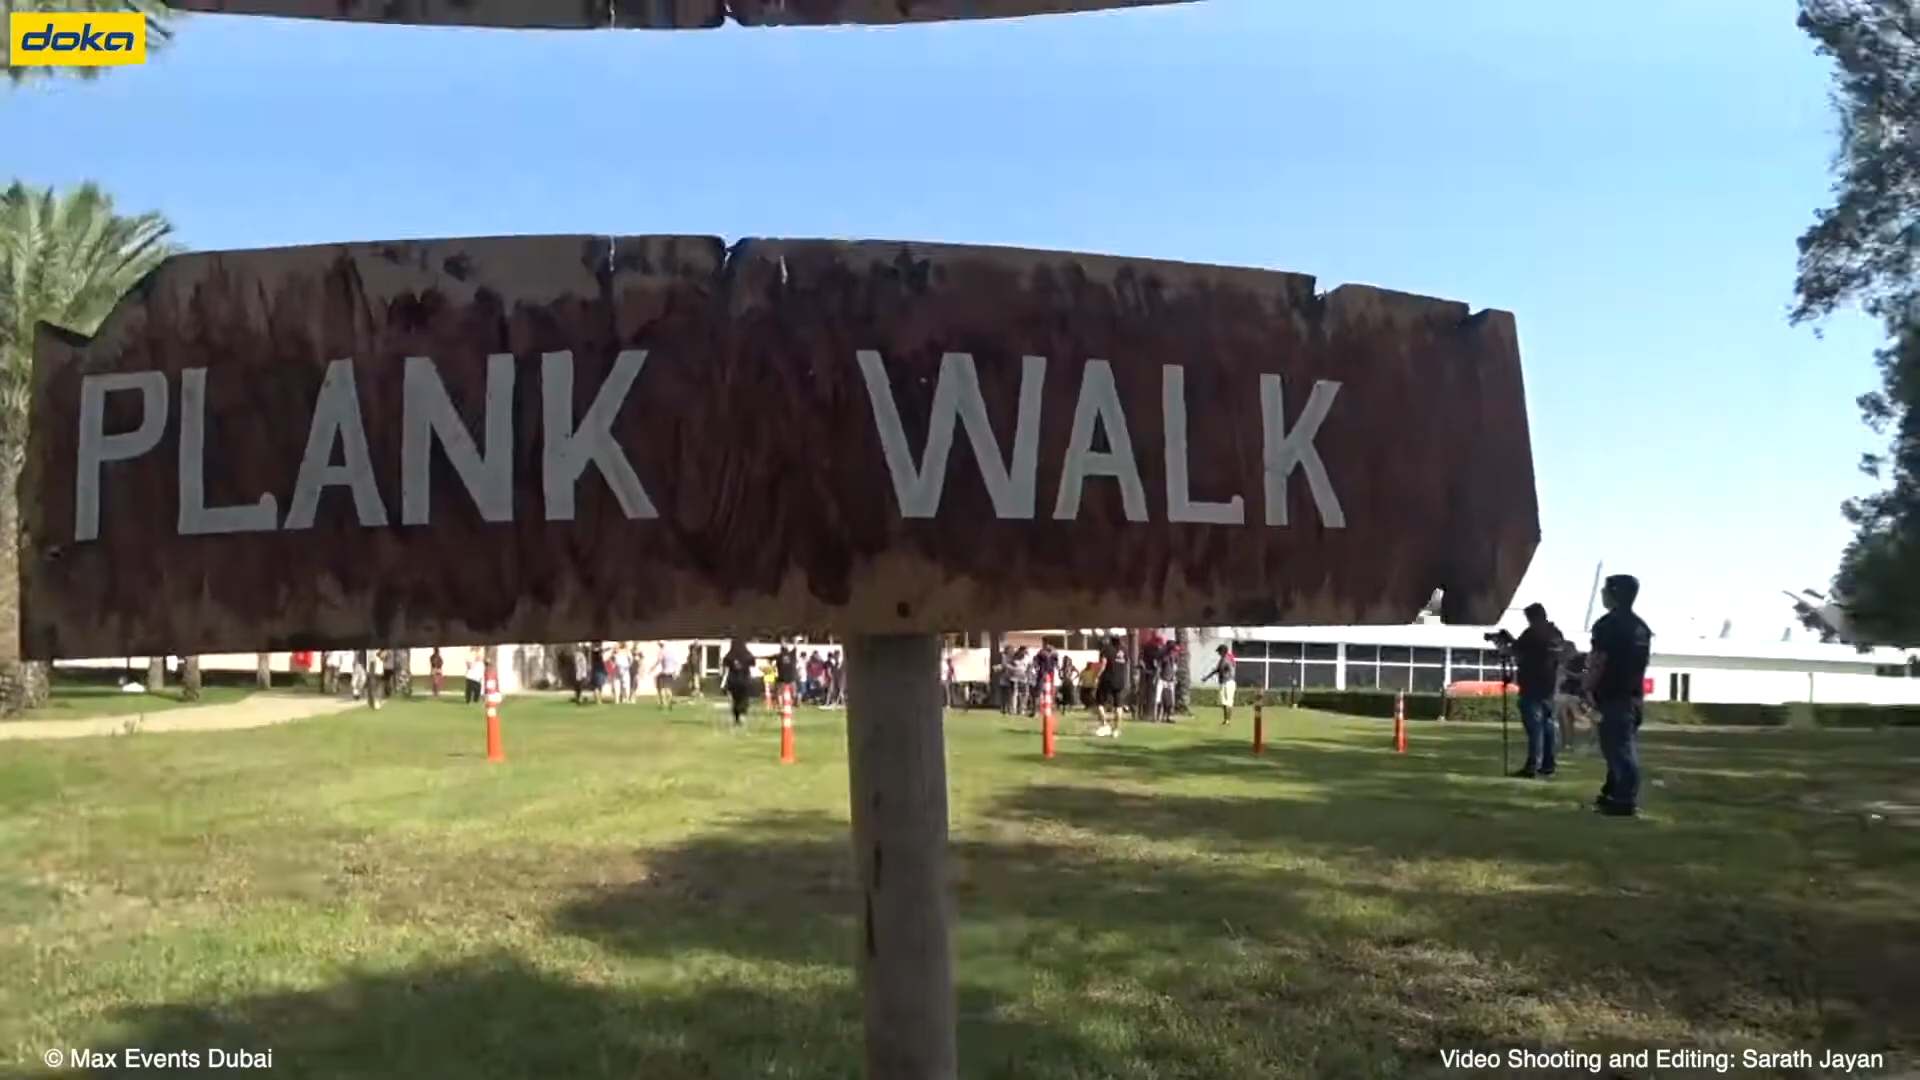 doka
PLANK WALK
© Max Events Dubai
Video Shooting and Editing: Sarath Jayan